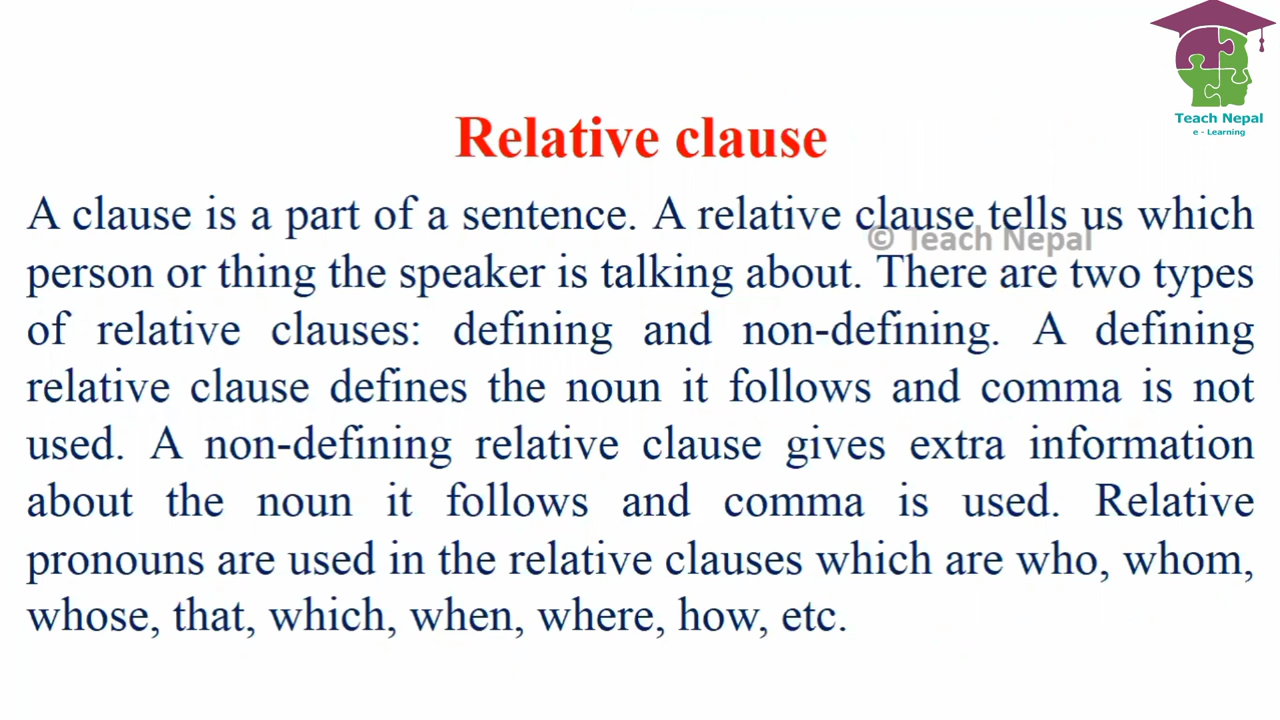 Teach Nepal
e - Learning
Relative clause
A clause is a part of a sentence. A relative clause tells us which
© Teach Nepal
person or thing the speaker is talking about. There are two types
of relative clauses: defining and non-defining. A defining
relative clause defines the noun it follows and comma is not
used. A non-defining relative clause gives extra information
about the noun it follows and comma is used. Relative
pronouns are used in the relative clauses which are who, whom,
whose, that, which, when, where, how, etc.